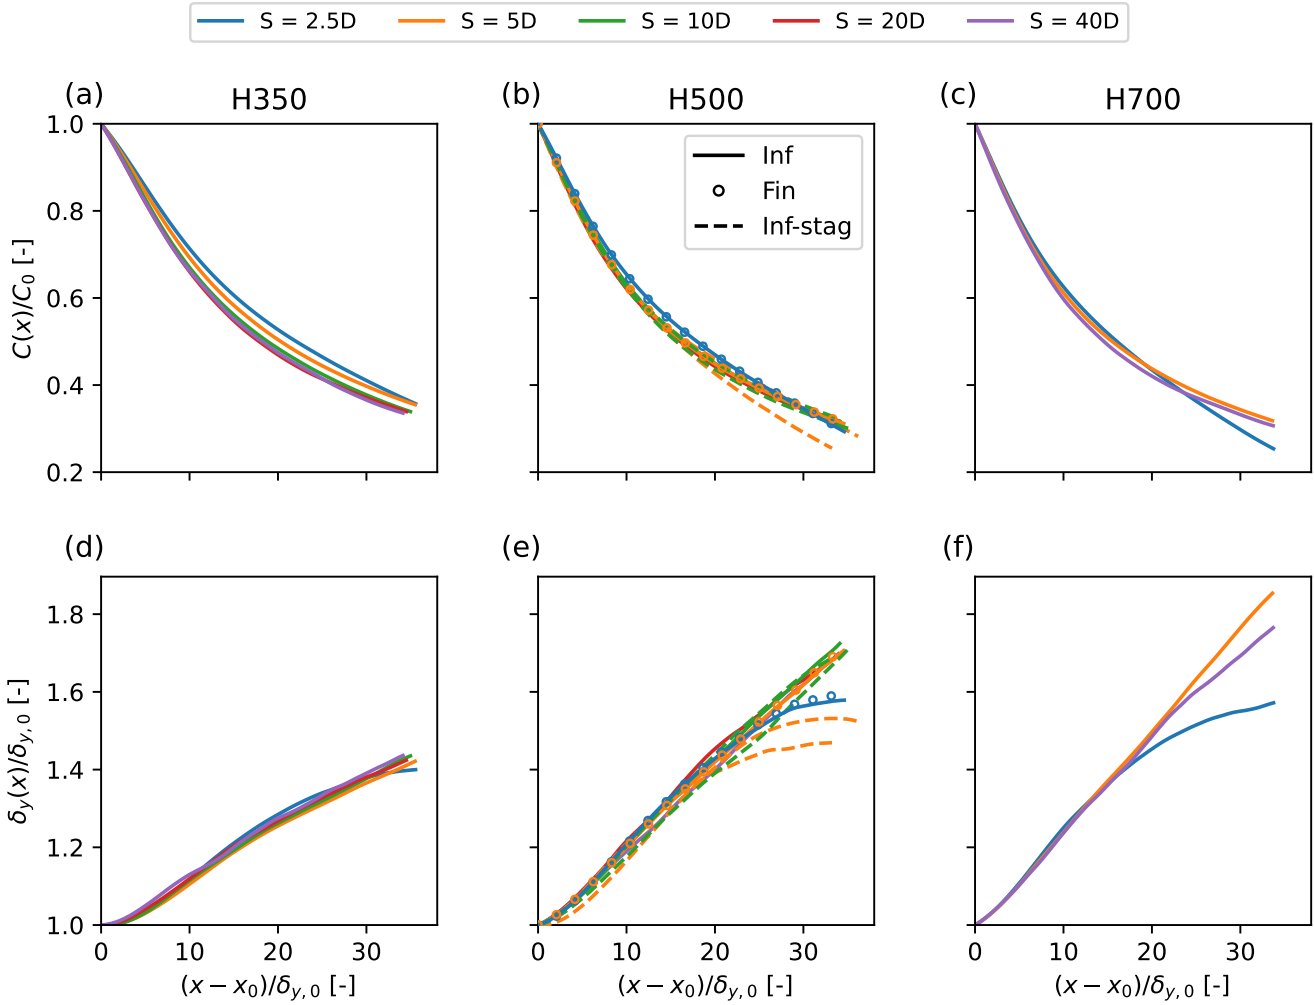 S = 2.5D S = 5D S = 10D S = 20D S = 40D
(a) H350 (b) H500 (c) H700
1.0
0.8
0.6
0.4
0.2
C(x)/C₀ [-]
Inf
Fin
Inf-stag
(d) (e) (f)
1.8
1.6
1.4
1.2
1.0
δy(x)/δy,0 [-]
0 10 20 30 0 10 20 30 0 10 20 30
(x − x₀)/δy,0 [-] (x − x₀)/δy,0 [-] (x − x₀)/δy,0 [-]